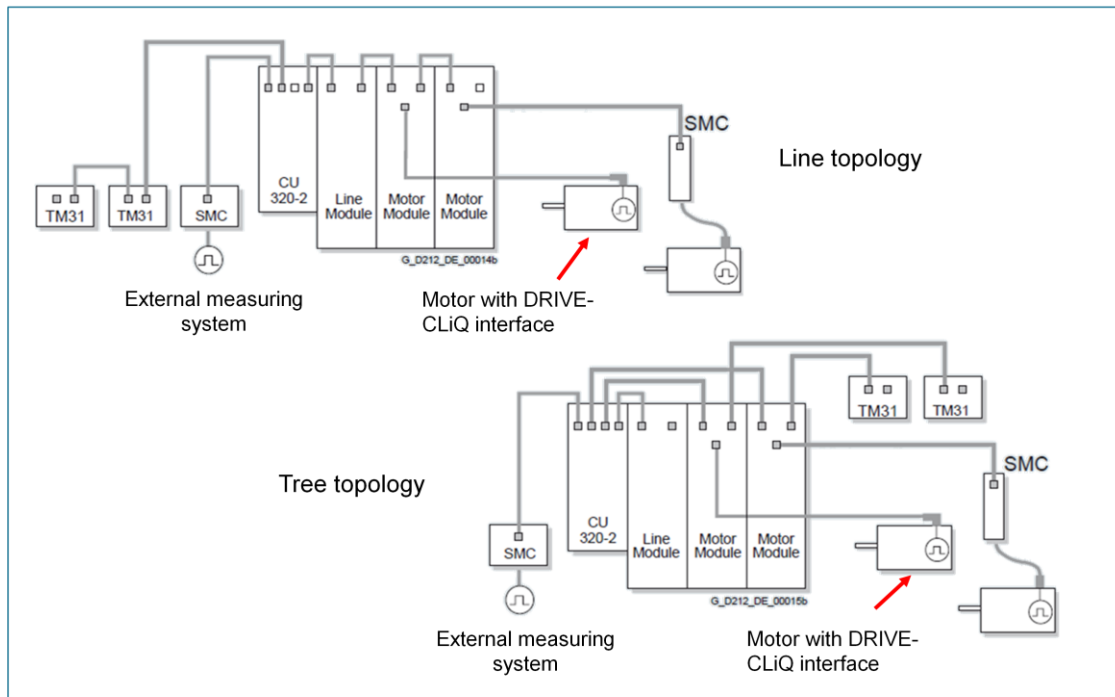 SMC
Line topology
CU
320-2
Line
Module
Motor
Module
Motor
Module
TM31
TM31
SMC
G_D212_DE_00014b
External measuring
system
Motor with DRIVE-
CLiQ interface
TM31
TM31
SMC
Tree topology
CU
320-2
Line
Module
Motor
Module
Motor
Module
SMC
G_D212_DE_00015b
External measuring
system
Motor with DRIVE-
CLiQ interface